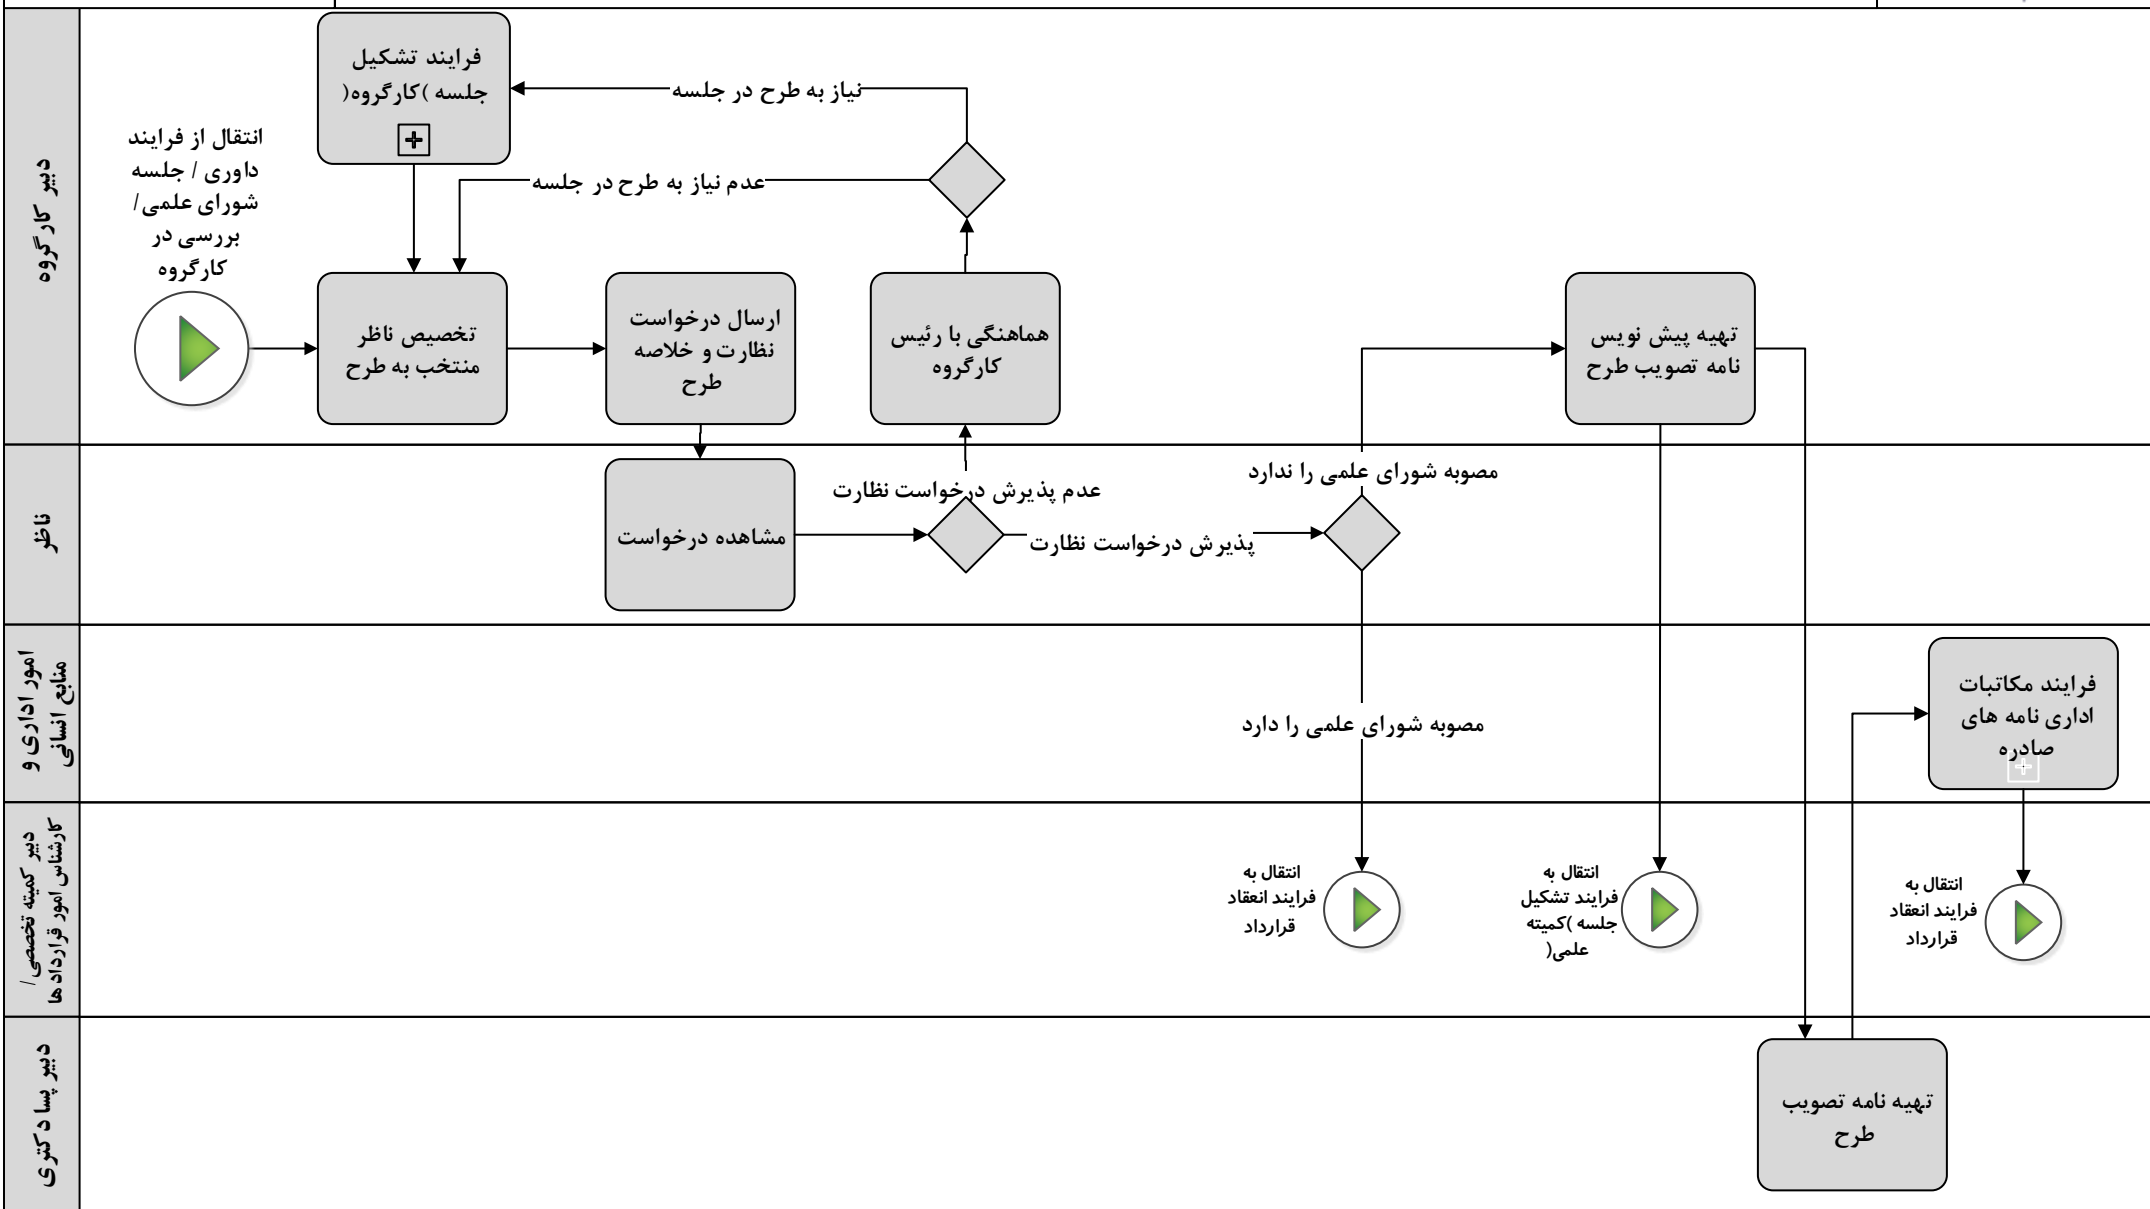 فرایند تشکیل
جلسه )کارگروه(
نیاز به طرح در جلسه
عدم نیاز به طرح در جلسه
انتقال از فرایند
داوری / جلسه
شورای علمی/
بررسی در
کارگروه
دبیر کارگروه
تخصیص ناظر
منتخب به طرح
ارسال درخواست
نظارت و خلاصه
طرح
هماهنگی با رئیس
کارگروه
تهیه پیش نویس
نامه تصویب طرح
ناظر
مشاهده درخواست
عدم پذیرش درخواست نظارت
پذیرش درخواست نظارت
مصوبه شورای علمی را ندارد
امور اداری و
منابع انسانی
مصوبه شورای علمی را دارد
فرایند مکاتبات
اداری نامه های
صادره
دبیر کمیته تخصصی/
کارشناس امور قراردادها
انتقال به
فرایند انعقاد
قرارداد
انتقال به
فرایند تشکیل
جلسه )کمیته
علمی(
انتقال به
فرایند انعقاد
قرارداد
دبیر پسا دکتری
تهیه نامه تصویب
طرح